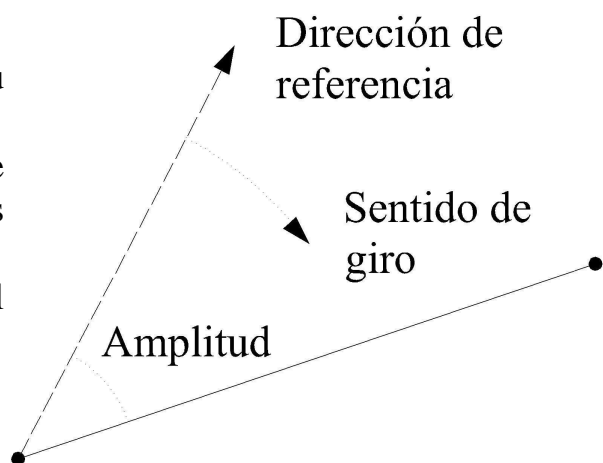 Dirección de
referencia
Sentido de
giro
Amplitud